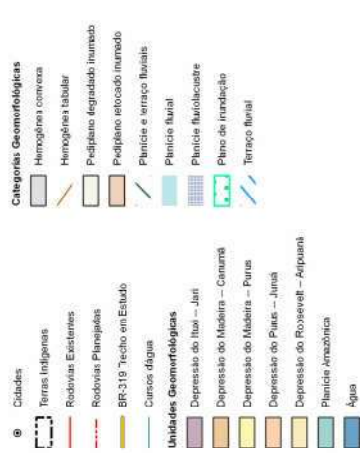 Cidades
Terras Indígenas
Rodovias Existentes
Rodovias Planejadas
BR-319 Trecho em Estudo
Cursos dágua
Unidades Geomorfológicas
Depressão do Ituxi – Jari
Depressão do Madeira – Canumã
Depressão do Madeira – Purus
Depressão do Purus – Juruá
Depressão do Roosevelt – Aripuanã
Planície Amazônica
Água
Categorias Geomorfológicas
Homogênea convexa
Homogênea tabular
Pediplano degradado inumado
Pediplano retocado inumado
Planície e terraço fluviais
Planície fluvial
Planície fluviolacustre
Plano de inundação
Terraço fluvial